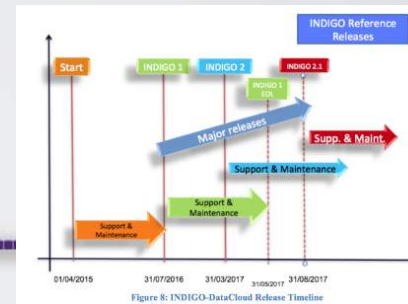 INDIGO Reference
Releases
Start
INDIGO 1
INDIGO 2
INDIGO 2.1
INDIGO 1
EOL
Major releases
Supp. & Maint.
Support & Maintenance
Support &
Maintenance
Support &
Maintenance
01/04/2015
31/07/2016
31/03/2017
31/05/2017
31/08/2017
Figure 8: INDIGO-DataCloud Release Timeline